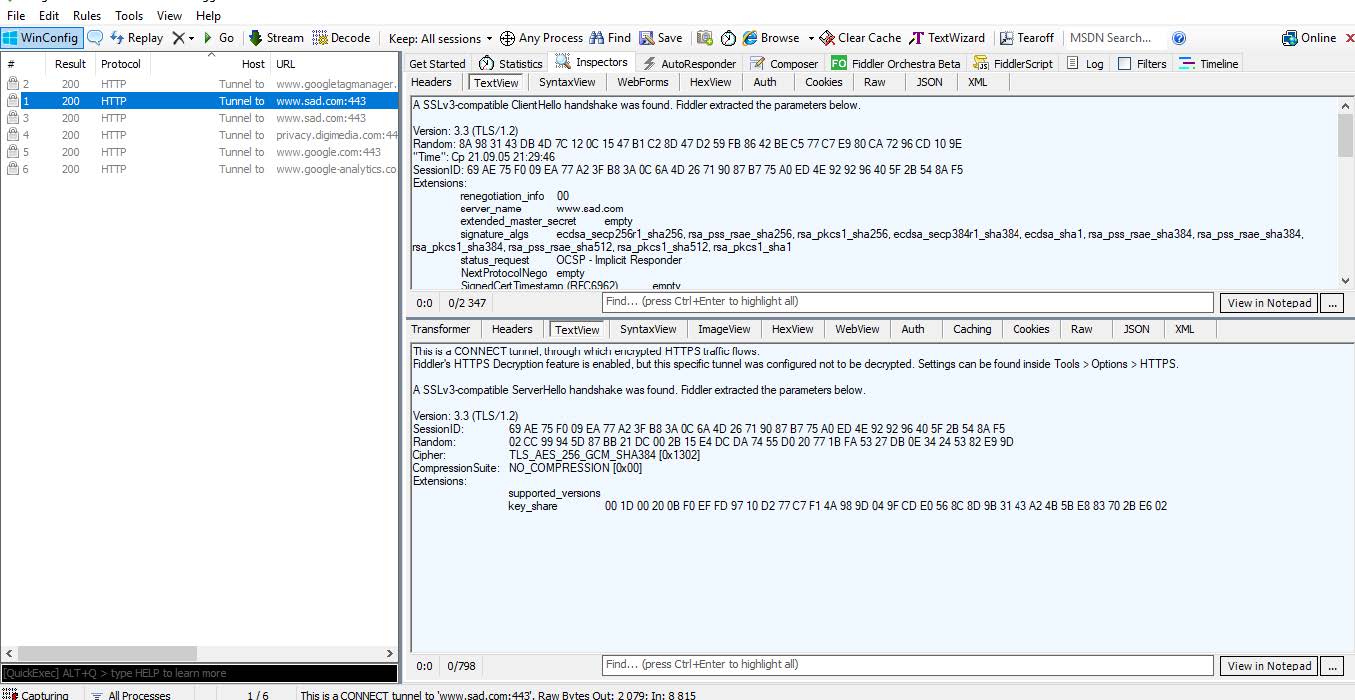 File Edit Rules Tools View Help
WinConfig Replay Go Stream Decode Keep: All sessions Any Process Find Save Browse Clear Cache TextWizard Tearoff MSDN Search... Online
# Result Protocol Host URL
2 200 HTTP Tunnel to www.googletagmanager.
1 200 HTTP Tunnel to www.sad.com:443
3 200 HTTP Tunnel to www.sad.com:443
4 200 HTTP Tunnel to privacy.digimedia.com:44
5 200 HTTP Tunnel to www.google.com:443
6 200 HTTP Tunnel to www.google-analytics.co
[QuickExec] ALT+Q > type HELP to learn more
Get Started Statistics Inspectors AutoResponder Composer FO Fiddler Orchestra Beta FiddlerScript Log Filters Timeline
Headers TextView SyntaxView WebForms HexView Auth Cookies Raw JSON XML
A SSLv3-compatible ClientHello handshake was found. Fiddler extracted the parameters below.
Version: 3.3 (TLS/1.2)
Random: 8A 98 31 43 DB 4D 7C 12 0C 15 47 B1 C2 8D 47 D2 59 FB 86 42 BE C5 77 C7 E9 80 CA 72 96 CD 10 9E
"Time": Ср 21.09.05 21:29:46
SessionID: 69 AE 75 F0 09 EA 77 A2 3F B8 3A 0C 6A 4D 26 71 90 87 B7 75 A0 ED 4E 92 92 96 40 5F 2B 54 8A F5
Extensions:
renegotiation_info 00
server_name www.sad.com
extended_master_secret empty
signature_algs ecdsa_secp256r1_sha256, rsa_pss_rsae_sha256, rsa_pkcs1_sha256, ecdsa_secp384r1_sha384, ecdsa_sha1, rsa_pss_rsae_sha384, rsa_pss_rsae_sha384,
rsa_pkcs1_sha384, rsa_pss_rsae_sha512, rsa_pkcs1_sha512, rsa_pkcs1_sha1
status_request OCSP - Implicit Responder
NextProtocolNego empty
SignedCertTimestamp (RFC6962) empty
0:0 0/2 347 Find... (press Ctrl+Enter to highlight all) View in Notepad ...
Transformer Headers TextView SyntaxView ImageView HexView WebView Auth Caching Cookies Raw JSON XML
This is a CONNECT tunnel, through which encrypted HTTPS traffic flows.
Fiddler's HTTPS Decryption feature is enabled, but this specific tunnel was configured not to be decrypted. Settings can be found inside Tools > Options > HTTPS.
A SSLv3-compatible ServerHello handshake was found. Fiddler extracted the parameters below.
Version: 3.3 (TLS/1.2)
SessionID: 69 AE 75 F0 09 EA 77 A2 3F B8 3A 0C 6A 4D 26 71 90 87 B7 75 A0 ED 4E 92 92 96 40 5F 2B 54 8A F5
Random: 02 CC 99 94 5D 87 BB 21 DC 00 2B 15 E4 DC DA 74 55 D0 20 77 1B FA 53 27 DB 0E 34 24 53 82 E9 9D
Cipher: TLS_AES_256_GCM_SHA384 [0x1302]
CompressionSuite: NO_COMPRESSION [0x00]
Extensions:
supported_versions
key_share 00 1D 00 20 0B F0 EF FD 97 10 D2 77 C7 F1 4A 98 9D 04 9F CD E0 56 8C 8D 9B 31 43 A2 4B 5B E8 83 70 2B E6 02
0:0 0/798 Find... (press Ctrl+Enter to highlight all) View in Notepad ...
Capturing All Processes 1 / 6 This is a CONNECT tunnel to 'www.sad.com:443'. Raw Bytes Out: 2 079; In: 8 815